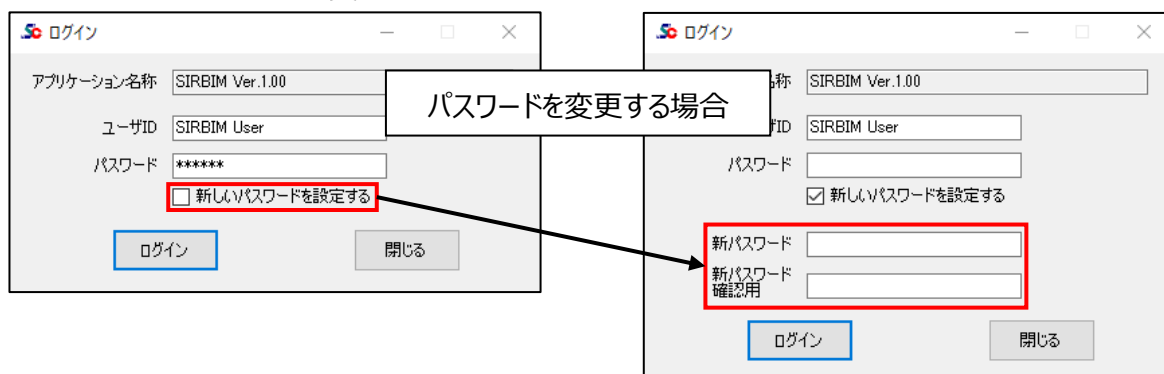 Sc ログイン
アプリケーション名称 SIRBIM Ver.1.00
ユーザID SIRBIM User
パスワード ******
新しいパスワードを設定する
ログイン 閉じる
パスワードを変更する場合
Sc ログイン
称 SIRBIM Ver.1.00
ID SIRBIM User
パスワード
新しいパスワードを設定する
新パスワード
新パスワード
確認用
ログイン 閉じる